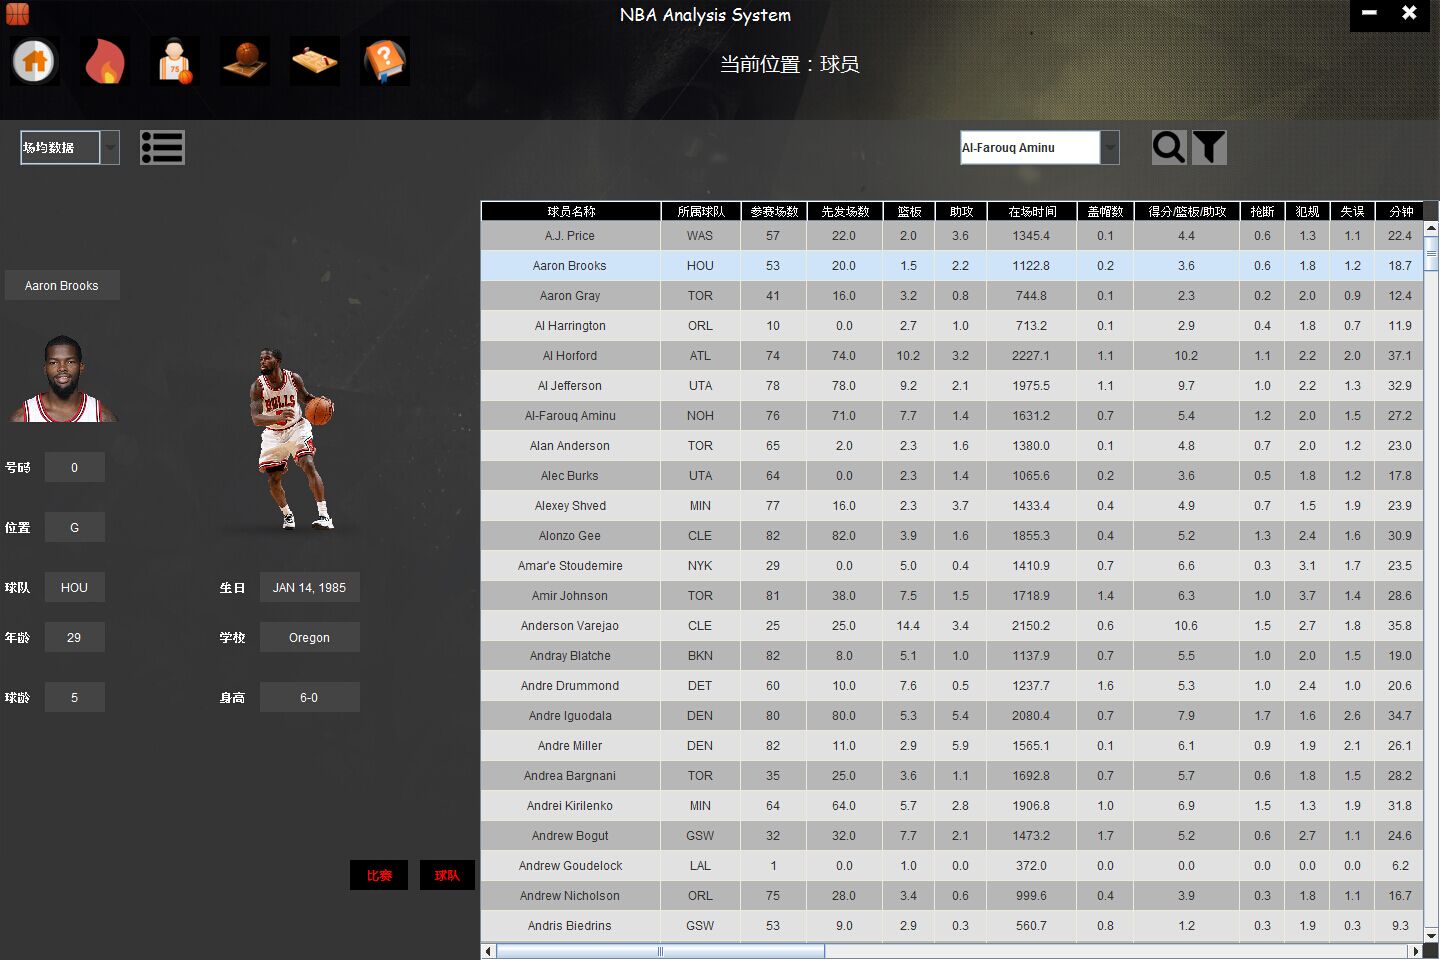 NBA Analysis System
当前位置：球员
场均数据
Al-Farouq Aminu
球员名称 所属球队 参赛场数 先发场数 篮板 助攻 在场时间 盖帽数 得分/篮板/助攻 抢断 犯规 失误 分钟
A.J. Price WAS 57 22.0 2.0 3.6 1345.4 0.1 4.4 0.6 1.3 1.1 22.4
Aaron Brooks HOU 53 20.0 1.5 2.2 1122.8 0.2 3.6 0.6 1.8 1.2 18.7
Aaron Gray TOR 41 16.0 3.2 0.8 744.8 0.1 2.3 0.2 2.0 0.9 12.4
Al Harrington ORL 10 0.0 2.7 1.0 713.2 0.1 2.9 0.4 1.8 0.7 11.9
Al Horford ATL 74 74.0 10.2 3.2 2227.1 1.1 10.2 1.1 2.2 2.0 37.1
Al Jefferson UTA 78 78.0 9.2 2.1 1975.5 1.1 9.7 1.0 2.2 1.3 32.9
Al-Farouq Aminu NOH 76 71.0 7.7 1.4 1631.2 0.7 5.4 1.2 2.0 1.5 27.2
Alan Anderson TOR 65 2.0 2.3 1.6 1380.0 0.1 4.8 0.7 2.0 1.2 23.0
Alec Burks UTA 64 0.0 2.3 1.4 1065.6 0.2 3.6 0.5 1.8 1.2 17.8
Alexey Shved MIN 77 16.0 2.3 3.7 1433.4 0.4 4.9 0.7 1.5 1.9 23.9
Alonzo Gee CLE 82 82.0 3.9 1.6 1855.3 0.4 5.2 1.3 2.4 1.6 30.9
Amar'e Stoudemire NYK 29 0.0 5.0 0.4 1410.9 0.7 6.6 0.3 3.1 1.7 23.5
Amir Johnson TOR 81 38.0 7.5 1.5 1718.9 1.4 6.3 1.0 3.7 1.4 28.6
Anderson Varejao CLE 25 25.0 14.4 3.4 2150.2 0.6 10.6 1.5 2.7 1.8 35.8
Andray Blatche BKN 82 8.0 5.1 1.0 1137.9 0.7 5.5 1.0 2.0 1.5 19.0
Andre Drummond DET 60 10.0 7.6 0.5 1237.7 1.6 5.3 1.0 2.4 1.0 20.6
Andre Iguodala DEN 80 80.0 5.3 5.4 2080.4 0.7 7.9 1.7 1.6 2.6 34.7
Andre Miller DEN 82 11.0 2.9 5.9 1565.1 0.1 6.1 0.9 1.9 2.1 26.1
Andrea Bargnani TOR 35 25.0 3.6 1.1 1692.8 0.7 5.7 0.6 1.8 1.5 28.2
Andrei Kirilenko MIN 64 64.0 5.7 2.8 1906.8 1.0 6.9 1.5 1.3 1.9 31.8
Andrew Bogut GSW 32 32.0 7.7 2.1 1473.2 1.7 5.2 0.6 2.7 1.1 24.6
Andrew Goudelock LAL 1 0.0 1.0 0.0 372.0 0.0 0.0 0.0 0.0 0.0 6.2
Andrew Nicholson ORL 75 28.0 3.4 0.6 999.6 0.4 3.9 0.3 1.8 1.1 16.7
Andris Biedrins GSW 53 9.0 2.9 0.3 560.7 0.8 1.2 0.3 1.9 0.3 9.3
Aaron Brooks
BULLS
号码 0
位置 G
球队 HOU 生日 JAN 14, 1985
年龄 29 学校 Oregon
球龄 5 身高 6-0
比赛 球队